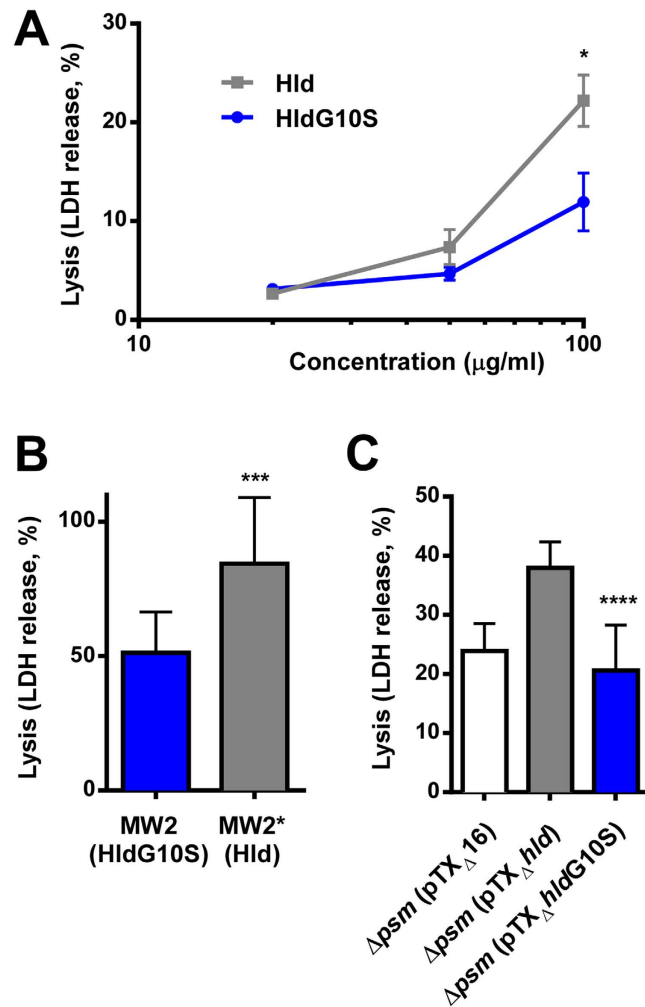 A
Lysis (LDH release, %)
30
20
10
0
*
Hld
HldG10S
10
100
Concentration (μg/ml)
B
Lysis (LDH release, %)
100
50
0
***
MW2
(HldG10S)
MW2*
(Hld)
C
Lysis (LDH release, %)
50
40
30
20
10
0
****
Δpsm (pTXΔ16)
Δpsm (pTXΔhld)
Δpsm (pTXΔhldG10S)